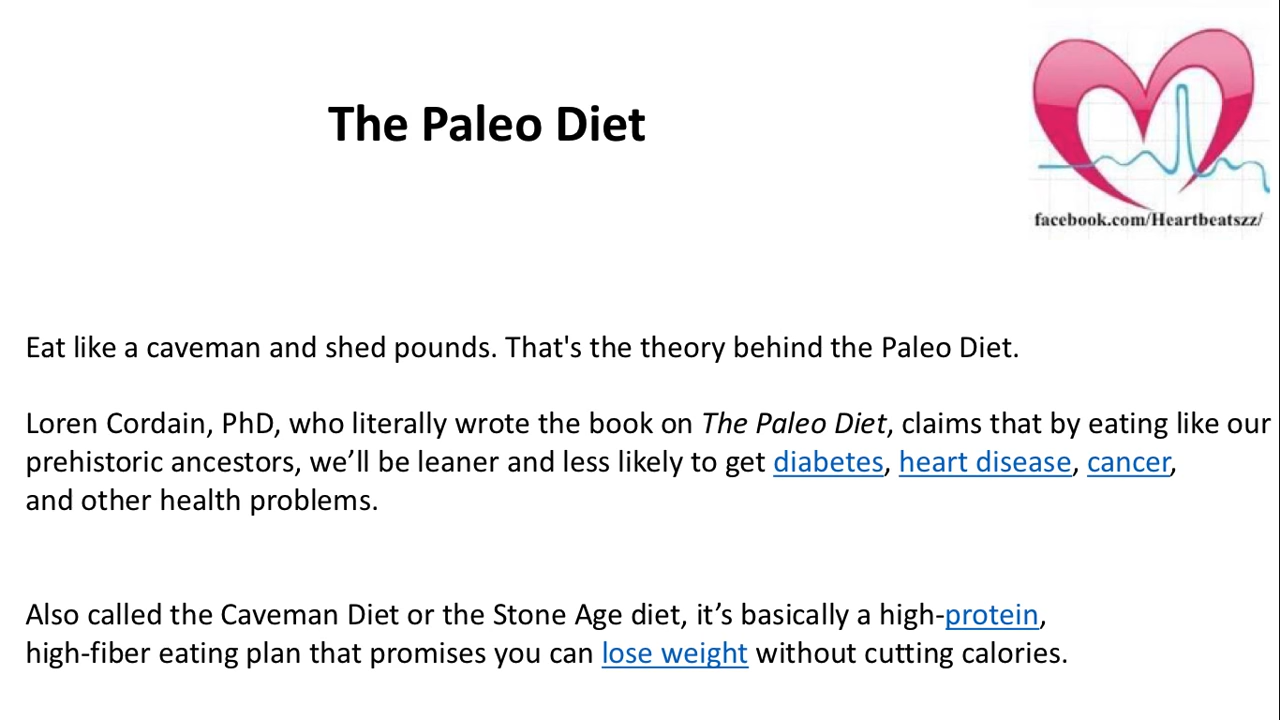 The Paleo Diet
facebook.com/Heartbeatszz/
Eat like a caveman and shed pounds. That's the theory behind the Paleo Diet.
Loren Cordain, PhD, who literally wrote the book on The Paleo Diet, claims that by eating like our
prehistoric ancestors, we’ll be leaner and less likely to get diabetes, heart disease, cancer,
and other health problems.
Also called the Caveman Diet or the Stone Age diet, it’s basically a high-protein,
high-fiber eating plan that promises you can lose weight without cutting calories.